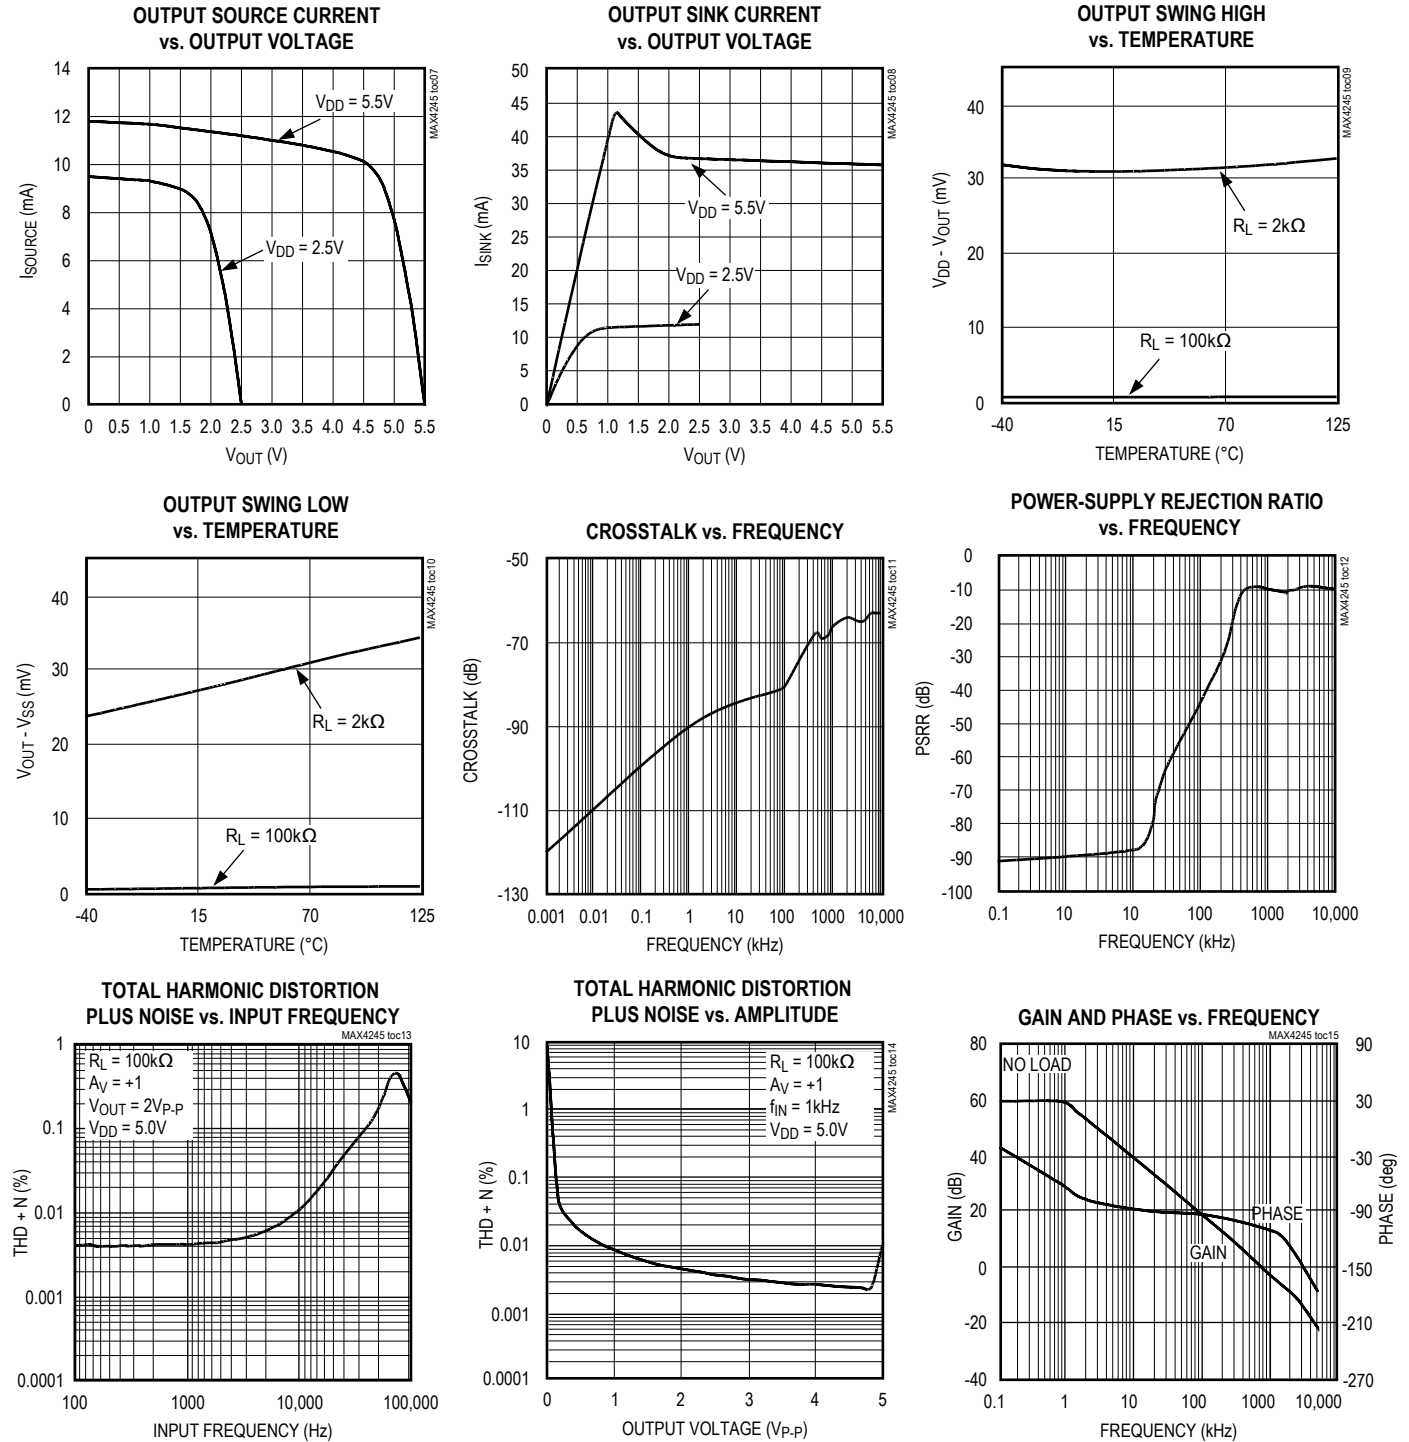 OUTPUT SOURCE CURRENT
vs. OUTPUT VOLTAGE
MAX4245 toc07
ISOURCE (mA)
14
12
10
8
6
4
2
0
VDD = 5.5V
VDD = 2.5V
0 0.5 1.0 1.5 2.0 2.5 3.0 3.5 4.0 4.5 5.0 5.5
VOUT (V)
OUTPUT SINK CURRENT
vs. OUTPUT VOLTAGE
MAX4245 toc08
ISINK (mA)
50
45
40
35
30
25
20
15
10
5
0
VDD = 5.5V
VDD = 2.5V
0 0.5 1.0 1.5 2.0 2.5 3.0 3.5 4.0 4.5 5.0 5.5
VOUT (V)
OUTPUT SWING HIGH
vs. TEMPERATURE
MAX4245 toc09
VDD - VOUT (mV)
40
30
20
10
0
RL = 2kΩ
RL = 100kΩ
-40 15 70 125
TEMPERATURE (°C)
OUTPUT SWING LOW
vs. TEMPERATURE
MAX4245 toc10
VOUT - VSS (mV)
40
30
20
10
0
RL = 2kΩ
RL = 100kΩ
-40 15 70 125
TEMPERATURE (°C)
CROSSTALK vs. FREQUENCY
MAX4245 toc11
CROSSTALK (dB)
-50
-70
-90
-110
-130
0.001 0.01 0.1 1 10 100 1000 10,000
FREQUENCY (kHz)
POWER-SUPPLY REJECTION RATIO
vs. FREQUENCY
MAX4245 toc12
PSRR (dB)
0
-10
-20
-30
-40
-50
-60
-70
-80
-90
-100
0.1 10 10 100 1000 10,000
FREQUENCY (kHz)
TOTAL HARMONIC DISTORTION
PLUS NOISE vs. INPUT FREQUENCY
MAX4245 toc13
THD + N (%)
1
0.1
0.01
0.001
0.0001
RL = 100kΩ
AV = +1
VOUT = 2VP-P
VDD = 5.0V
100 1000 10,000 100,000
INPUT FREQUENCY (Hz)
TOTAL HARMONIC DISTORTION
PLUS NOISE vs. AMPLITUDE
MAX4245 toc14
THD + N (%)
10
1
0.1
0.01
0.001
0.0001
RL = 100kΩ
AV = +1
fIN = 1kHz
VDD = 5.0V
0 1 2 3 4 5
OUTPUT VOLTAGE (VP-P)
GAIN AND PHASE vs. FREQUENCY
MAX4245 toc15
GAIN (dB)
80
60
40
20
0
-20
-40
NO LOAD
PHASE
GAIN
90
30
-30
-90
-150
-210
-270
PHASE (deg)
0.1 1 10 100 1000 10,000
FREQUENCY (kHz)